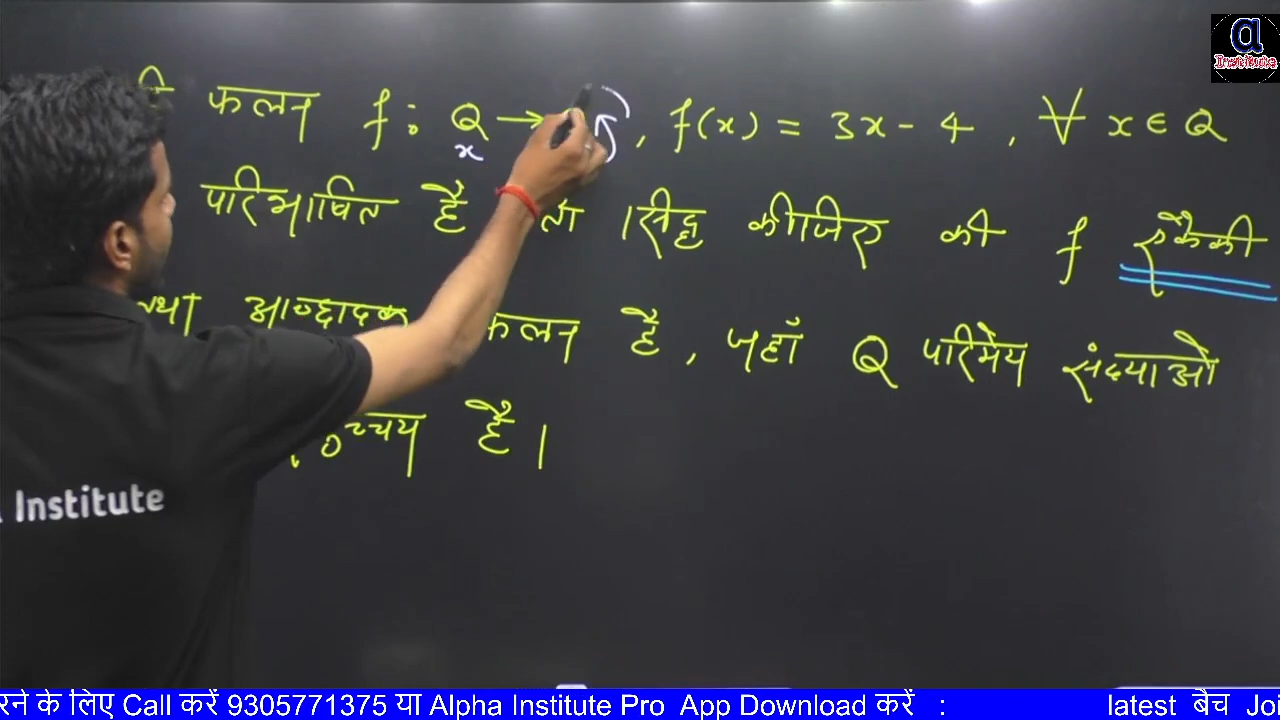 α
Institute
फलन f : Q → , f(x) = 3x - 4 , ∀ x ∈ Q
x
परिभाषित है तो सिद्ध कीजिए की f एकैकी
आच्छादक फलन है , जहाँ Q परिमेय संख्याओ
है ।
Institute
रने के लिए Call करें 9305771375 या Alpha Institute Pro App Download करें : latest बैच Joi